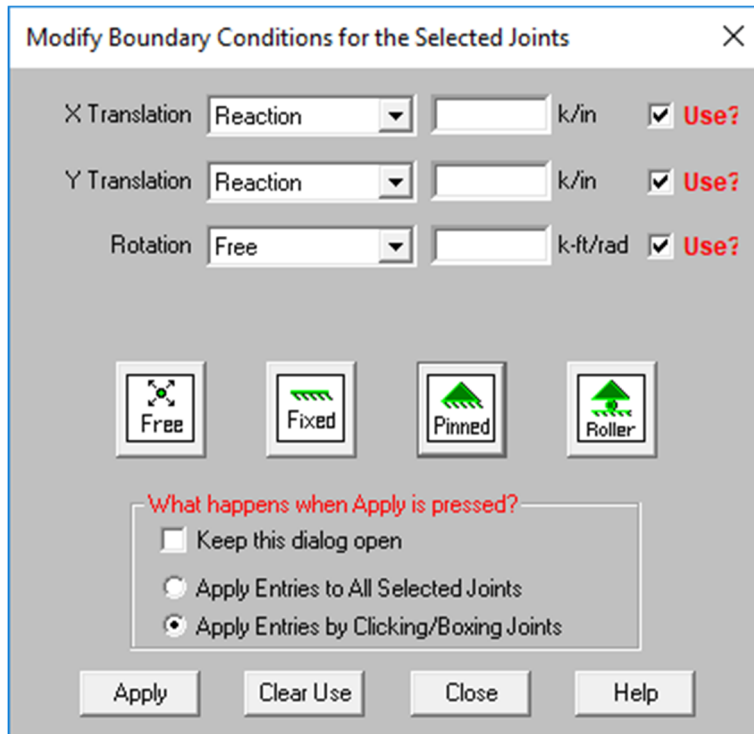 Modify Boundary Conditions for the Selected Joints
X Translation Reaction k/in Use?
Y Translation Reaction k/in Use?
Rotation Free k-ft/rad Use?
Free Fixed Pinned Roller
What happens when Apply is pressed?
Keep this dialog open
Apply Entries to All Selected Joints
Apply Entries by Clicking/Boxing Joints
Apply Clear Use Close Help